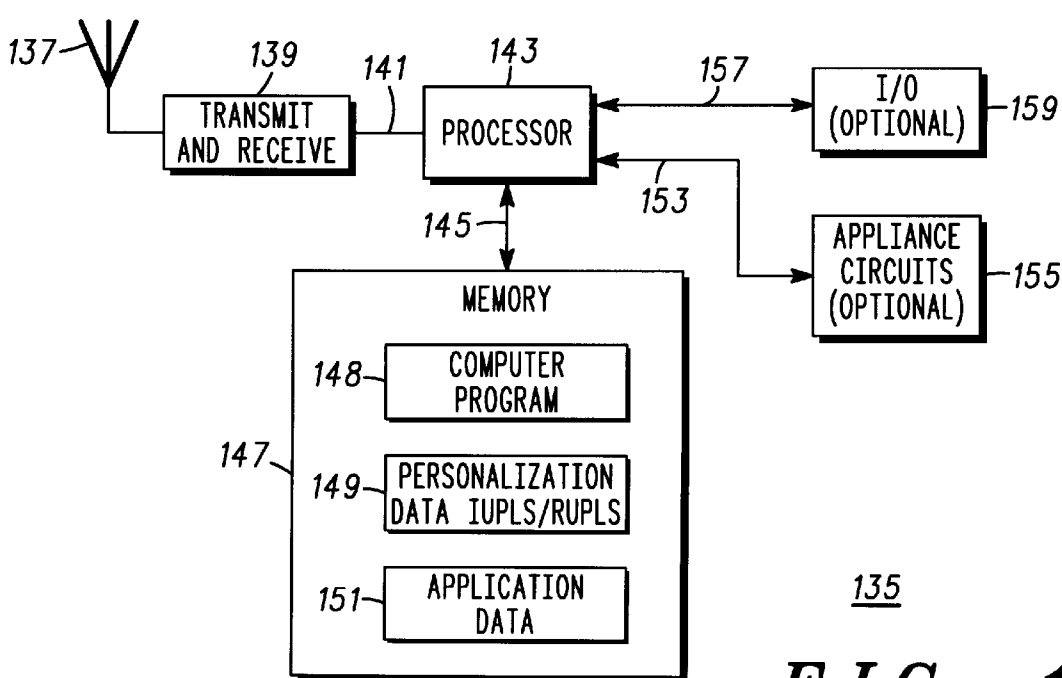 137
139
TRANSMIT
AND RECEIVE
141
143
PROCESSOR
157
I/O
(OPTIONAL)
159
153
APPLIANCE
CIRCUITS
(OPTIONAL)
155
145
MEMORY
147
148
COMPUTER
PROGRAM
149
PERSONALIZATION
DATA IUPLS/RUPLS
151
APPLICATION
DATA
135
FIG.